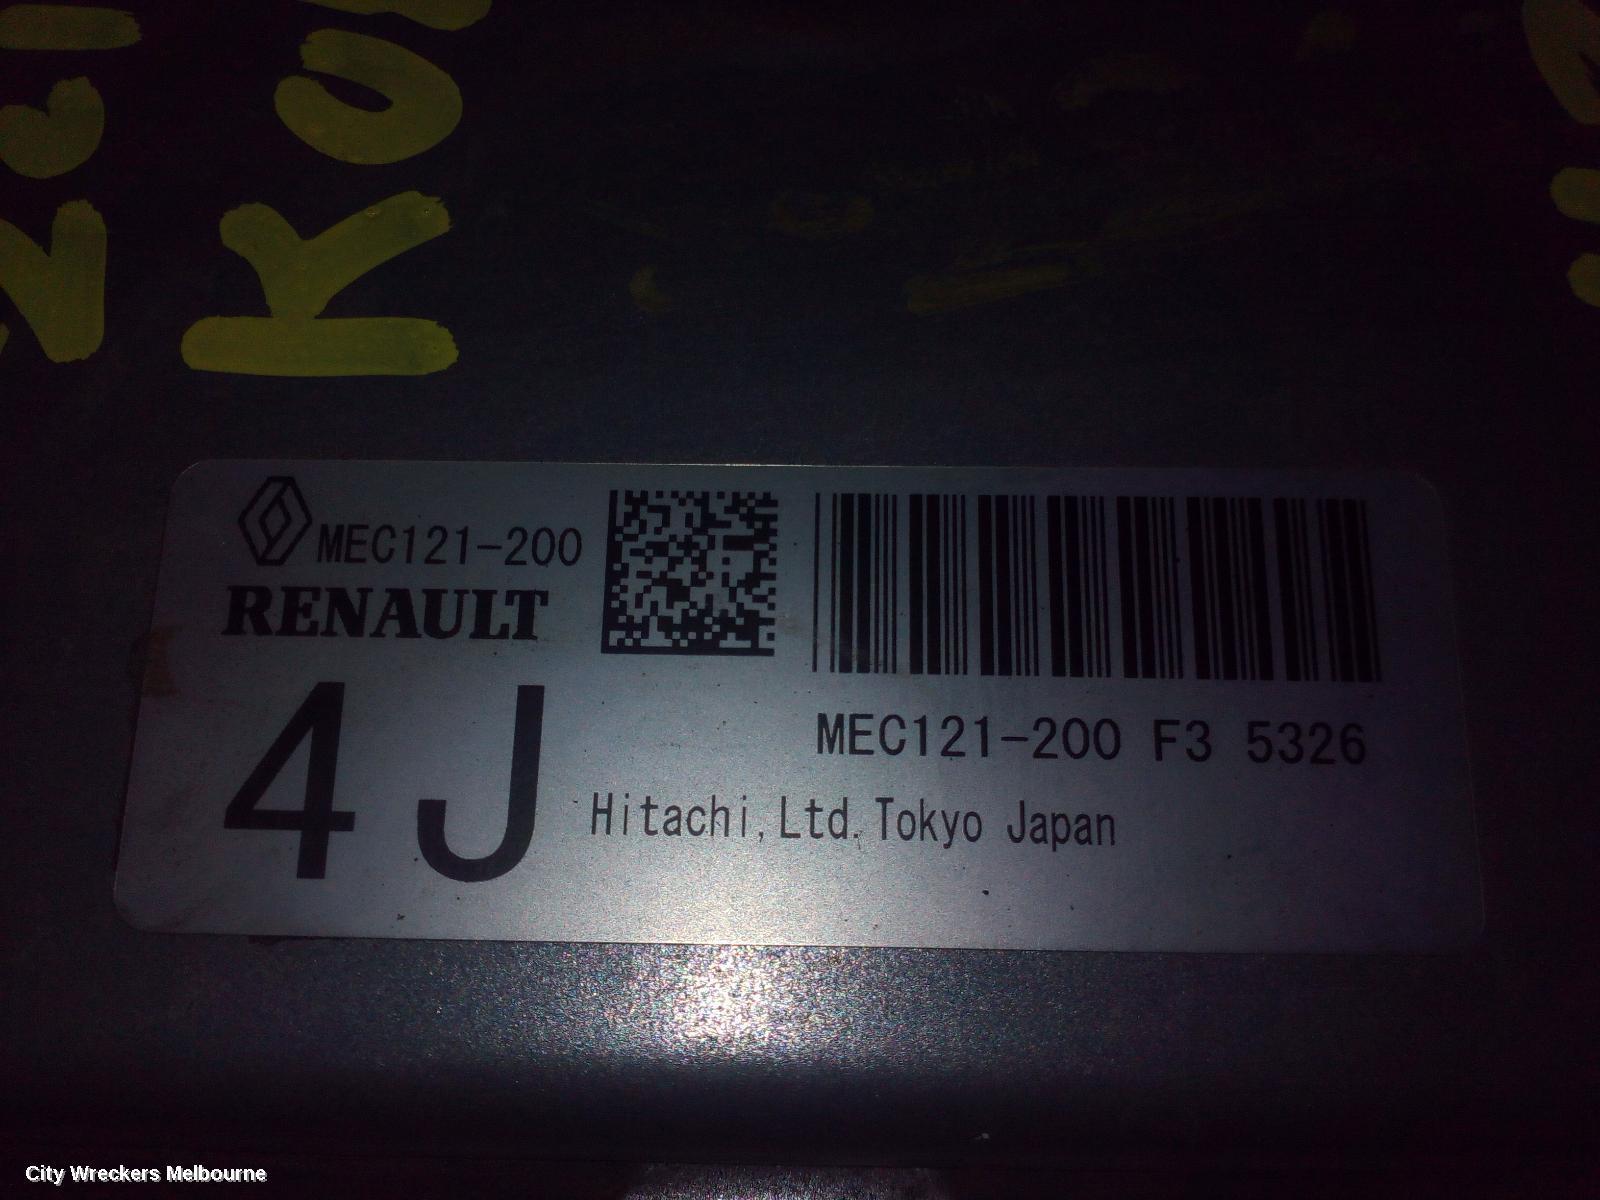 MEC121-200
RENAULT
4J
MEC121-200 F3 5326
Hitachi, Ltd. Tokyo Japan
City Wreckers Melbourne